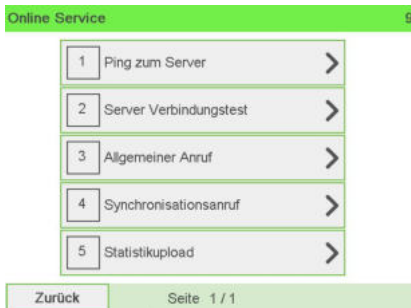 Online Service 9
1 Ping zum Server
2 Server Verbindungstest
3 Allgemeiner Anruf
4 Synchronisationsanruf
5 Statistikupload
Zurück Seite 1/1